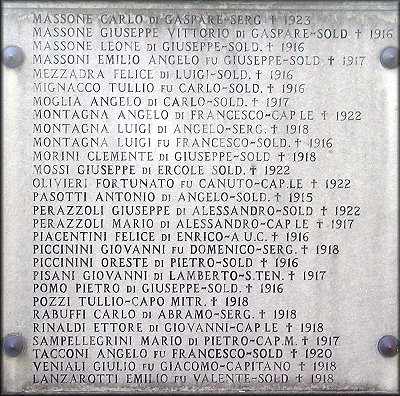 MASSONE CARLO DI GASPARE-SERG † 1923
MASSONE GIUSEPPE VITTORIO DI GASPARE-SOLD † 1916
MASSONE LEONE DI GIUSEPPE-SOLD. † 1916
MASSONI EMILIO ANGELO FU GIUSEPPE-SOLD † 1917
MEZZADRA FELICE DI LUIGI-SOLD. † 1916
MIGNACCO TULLIO FU CARLO-SOLD. † 1916
MOGLIA ANGELO DI CARLO-SOLD. † 1917
MONTAGNA ANGELO DI FRANCESCO-CAP.LE † 1922
MONTAGNA LUIGI DI ANGELO-SERG. † 1918
MONTAGNA LUIGI FU FRANCESCO-SOLD. † 1916
MORINI CLEMENTE DI GIUSEPPE-SOLD † 1918
MOSSI GIUSEPPE DI ERCOLE SOLD. † 1922
OLIVIERI FORTUNATO FU CANUTO-CAP.LE † 1922
PASOTTI ANTONIO DI ANGELO-SOLD. † 1915
PERAZZOLI GIUSEPPE DI ALESSANDRO-SOLD † 1922
PERAZZOLI MARIO DI ALESSANDRO-CAP LE † 1917
PIACENTINI FELICE DI ENRICO-A.U.C. † 1916
PICCININI GIOVANNI FU DOMENICO-SERG. † 1918
PICCININI ORESTE DI PIETRO-SOLD † 1916
PISANI GIOVANNI DI LAMBERTO-S.TEN. † 1917
POMO PIETRO DI GIUSEPPE-SOLD. † 1916
POZZI TULLIO-CAPO MITR. † 1918
RABUFFI CARLO DI ABRAMO-SERG. † 1918
RINALDI ETTORE DI GIOVANNI-CAP LE † 1918
SAMPELLEGRINI MARIO DI PIETRO-CAP.M. † 1917
TACCONI ANGELO FU FRANCESCO-SOLD † 1920
VENIALI GIULIO FU GIACOMO-CAPITANO † 1918
LANZAROTTI EMILIO FU VALENTE-SOLD † 1918